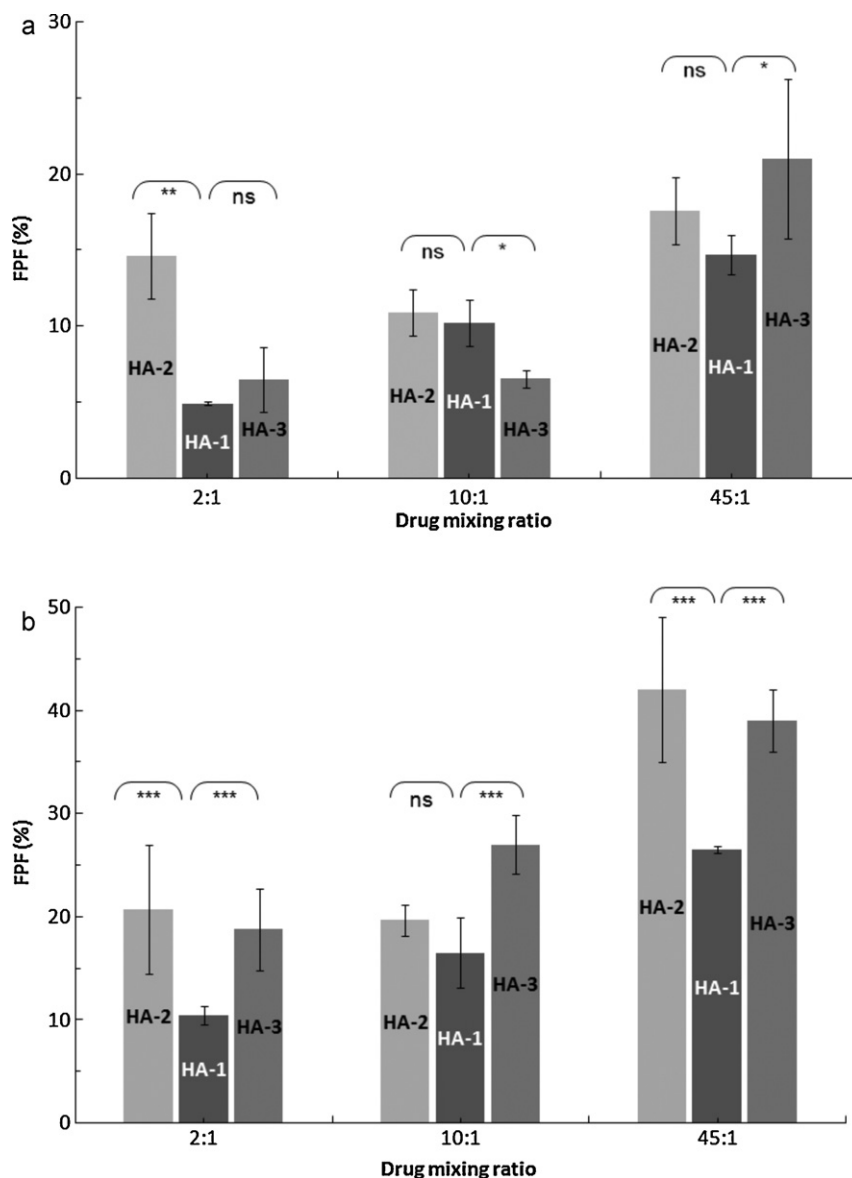 a
30
ns
*
20
**
ns
ns
*
FPF (%)
10
HA-2
HA-1
HA-3
HA-2
HA-1
HA-3
HA-2
HA-1
HA-3
0
2:1
10:1
45:1
Drug mixing ratio
b
50
***
***
40
***
***
ns
***
30
FPF (%)
20
10
HA-2
HA-1
HA-3
HA-2
HA-1
HA-3
HA-2
HA-1
HA-3
0
2:1
10:1
45:1
Drug mixing ratio